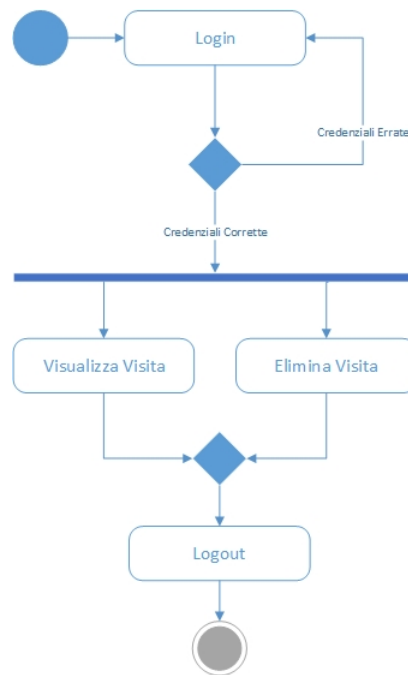 Login
Credenziali Errate
Credenziali Corrette
Visualizza Visita
Elimina Visita
Logout